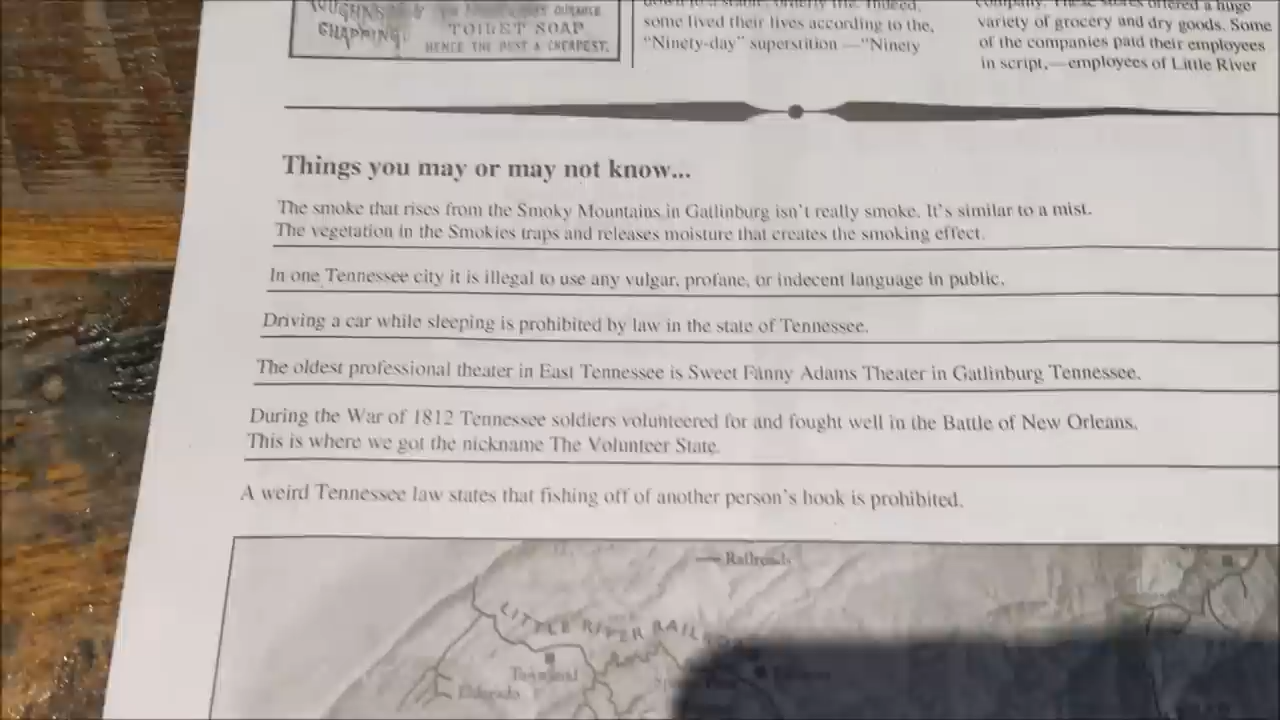 CHAPPING.
TOILET SOAP
HENCE THE BEST & CHEAPEST.
some lived their lives according to the,
“Ninety-day” superstition —“Ninety
variety of grocery and dry goods. Some
of the companies paid their employees
in script,—employees of Little River
Things you may or may not know...
The smoke that rises from the Smoky Mountains in Gatlinburg isn't really smoke. It's similar to a mist.
The vegetation in the Smokies traps and releases moisture that creates the smoking effect.
In one Tennessee city it is illegal to use any vulgar, profane, or indecent language in public.
Driving a car while sleeping is prohibited by law in the state of Tennessee.
The oldest professional theater in East Tennessee is Sweet Fanny Adams Theater in Gatlinburg Tennessee.
During the War of 1812 Tennessee soldiers volunteered for and fought well in the Battle of New Orleans.
This is where we got the nickname The Volunteer State.
A weird Tennessee law states that fishing off of another person's hook is prohibited.
Railroads
LITTLE RIVER RAILROAD
Townsend
Eldorado